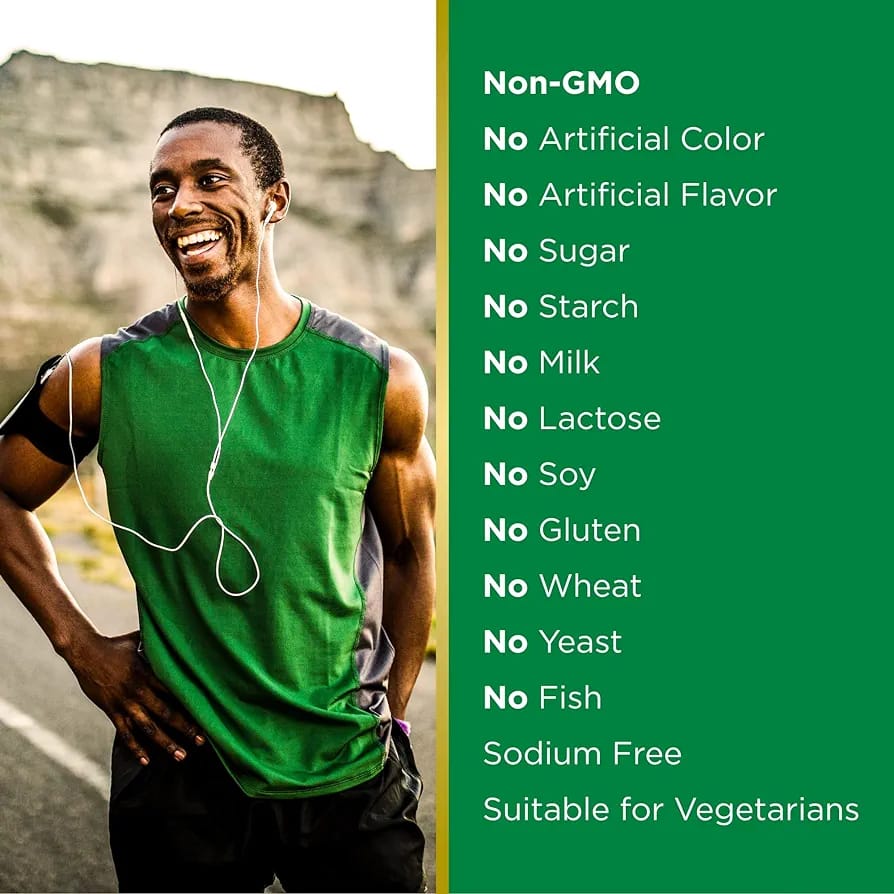 Non-GMO
No Artificial Color
No Artificial Flavor
No Sugar
No Starch
No Milk
No Lactose
No Soy
No Gluten
No Wheat
No Yeast
No Fish
Sodium Free
Suitable for Vegetarians